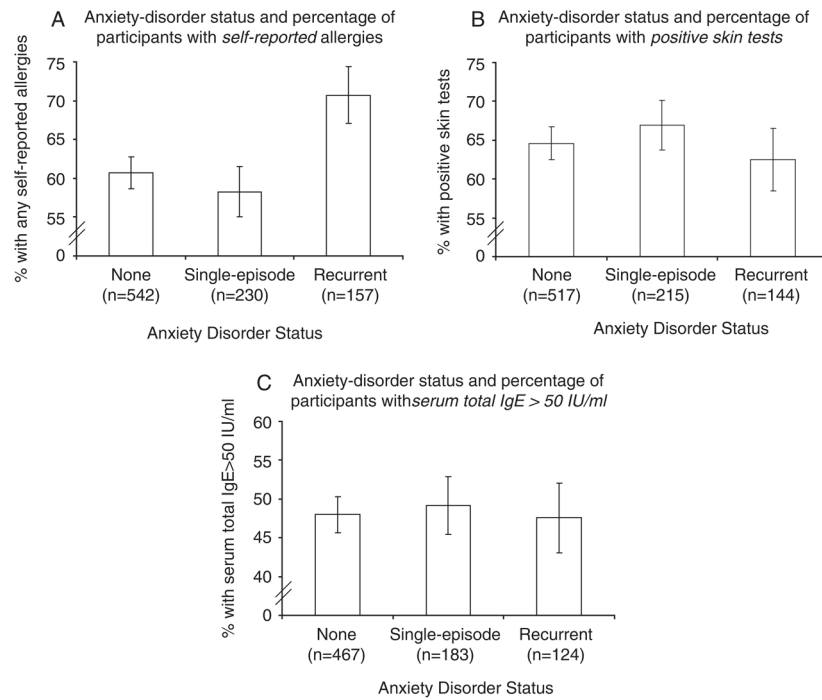 A
Anxiety-disorder status and percentage of
participants with self-reported allergies
% with any self-reported allergies
75
70
65
60
55
0
None
Single-episode
Recurrent
(n=542)
(n=230)
(n=157)
Anxiety Disorder Status
B
Anxiety-disorder status and percentage of
participants with positive skin tests
% with positive skin tests
75
70
65
60
55
0
None
Single-episode
Recurrent
(n=517)
(n=215)
(n=144)
Anxiety Disorder Status
C
Anxiety-disorder status and percentage of
participants withserum total IgE > 50 IU/ml
% with serum total IgE>50 IU/ml
60
55
50
45
40
0
None
Single-episode
Recurrent
(n=467)
(n=183)
(n=124)
Anxiety Disorder Status